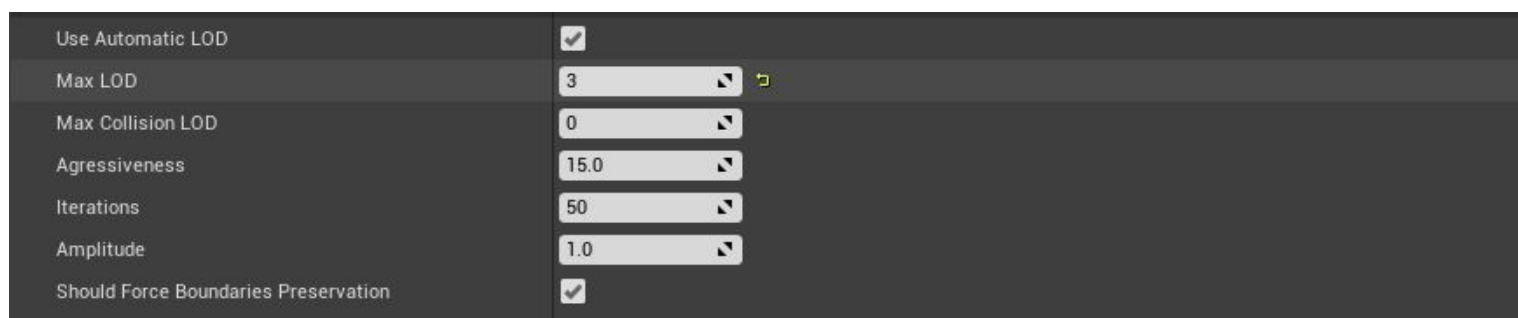 Use Automatic LOD
Max LOD 3
Max Collision LOD 0
Agressiveness 15.0
Iterations 50
Amplitude 1.0
Should Force Boundaries Preservation